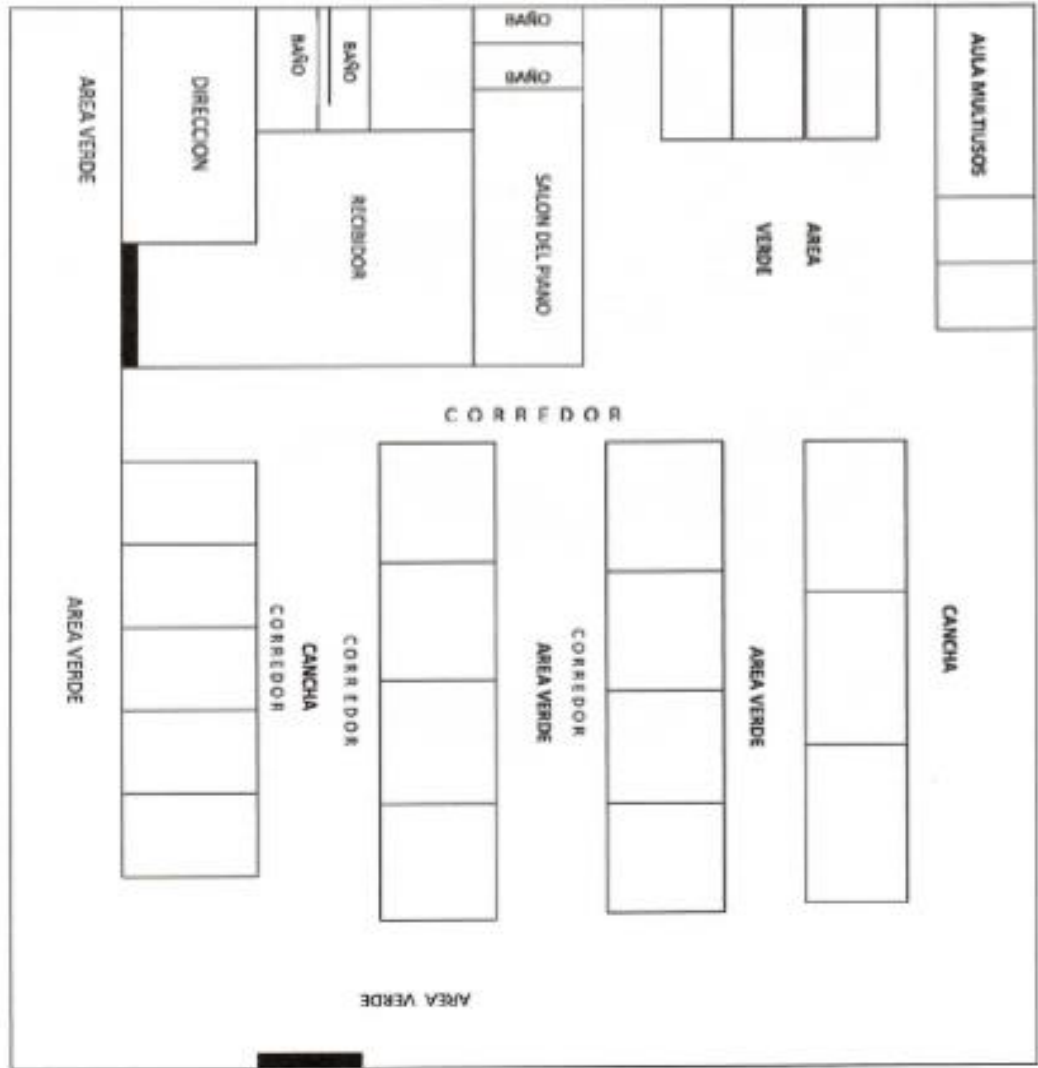 BAÑO
BAÑO
BAÑO
BAÑO
AREA VERDE
DIRECCION
RECIBIDOR
SALON DEL PIANO
AREA
VERDE
AULA MULTIUSOS
CORREDOR
AREA VERDE
CORREDOR
CANCHA
CORREDOR
AREA VERDE
CORREDOR
AREA VERDE
CANCHA
AREA VERDE